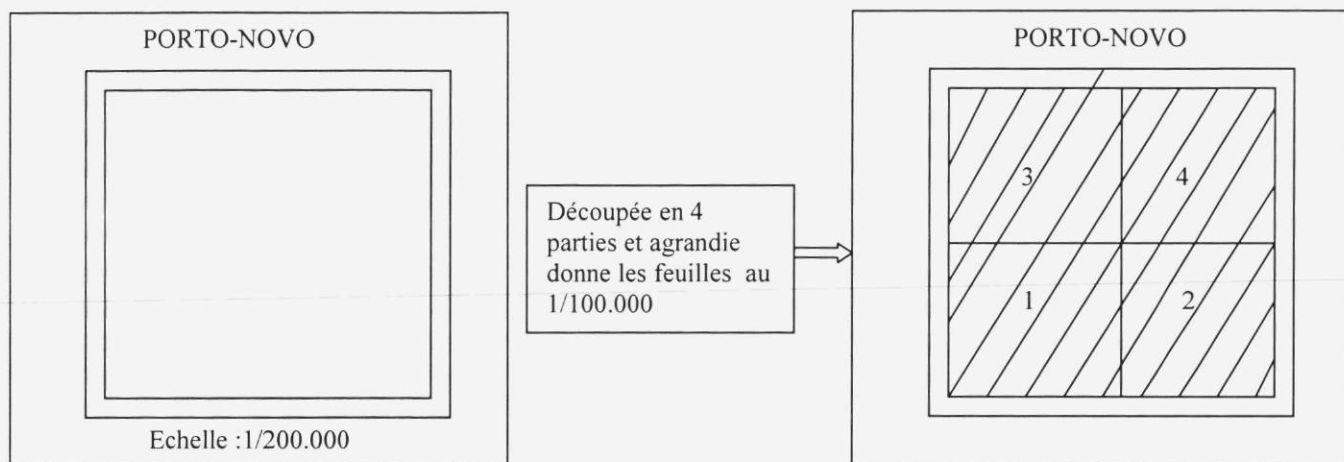 PORTO-NOVO
Echelle :1/200.000
Découpée en 4
parties et agrandie
donne les feuilles au
1/100.000
PORTO-NOVO
3
4
1
2